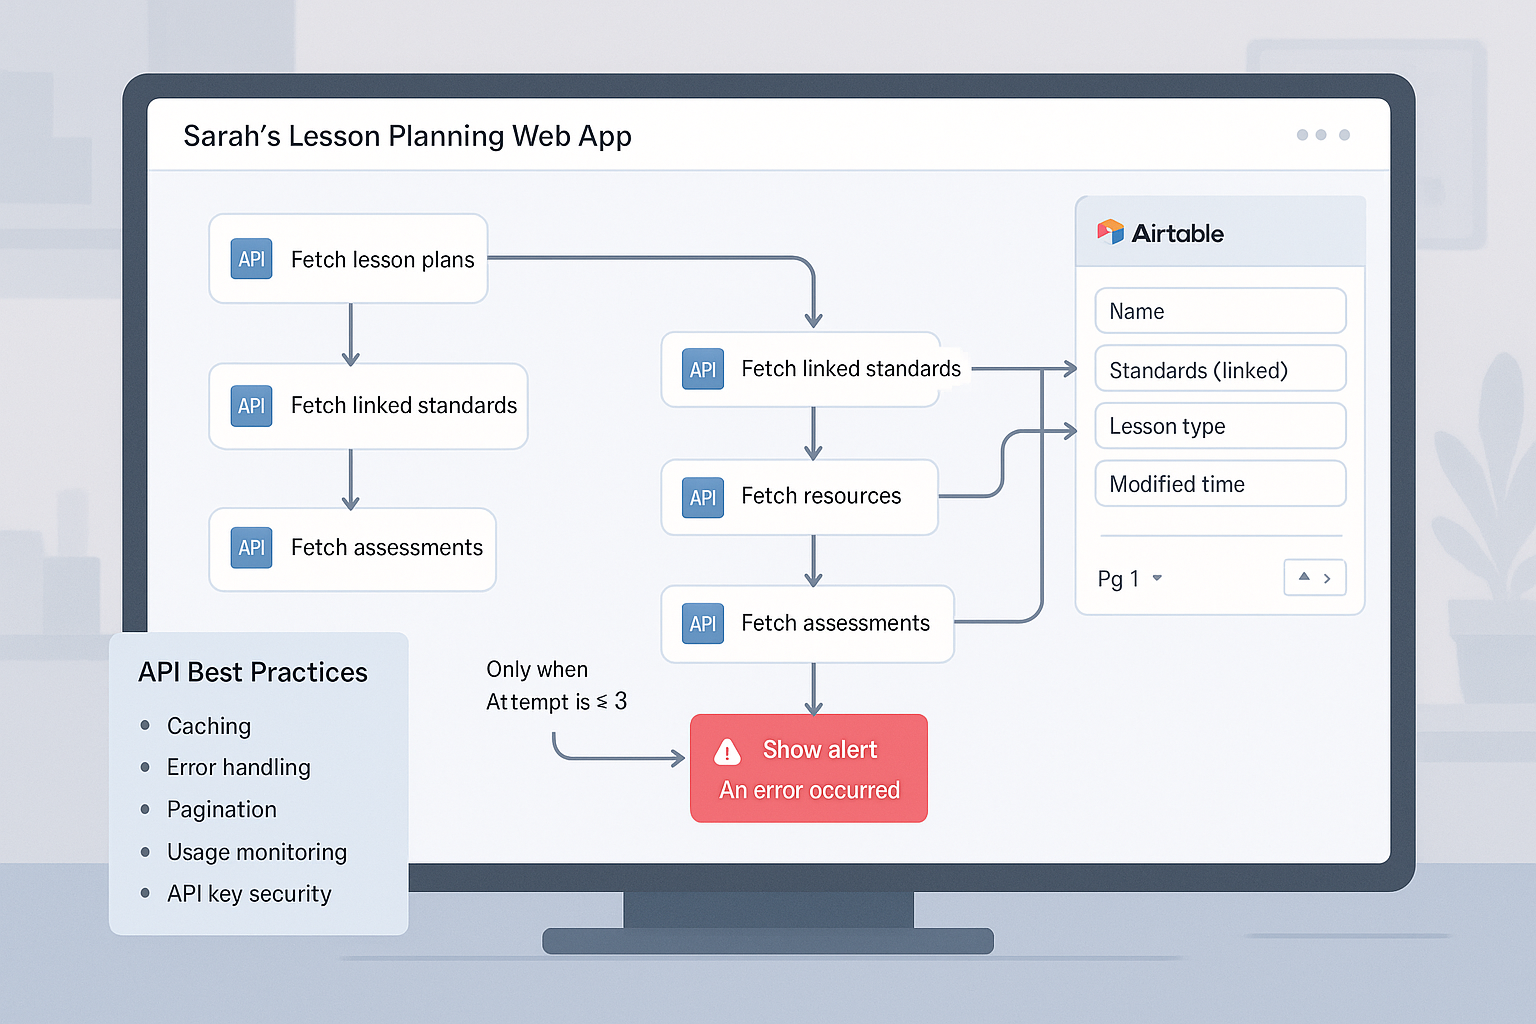 Sarah's Lesson Planning Web App
API Fetch lesson plans
API Fetch linked standards
API Fetch assessments
API Fetch linked standards
API Fetch resources
API Fetch assessments
Only when
Attempt is ≤ 3
Show alert
An error occurred
Airtable
Name
Standards (linked)
Lesson type
Modified time
Pg 1
API Best Practices
• Caching
• Error handling
• Pagination
• Usage monitoring
• API key security